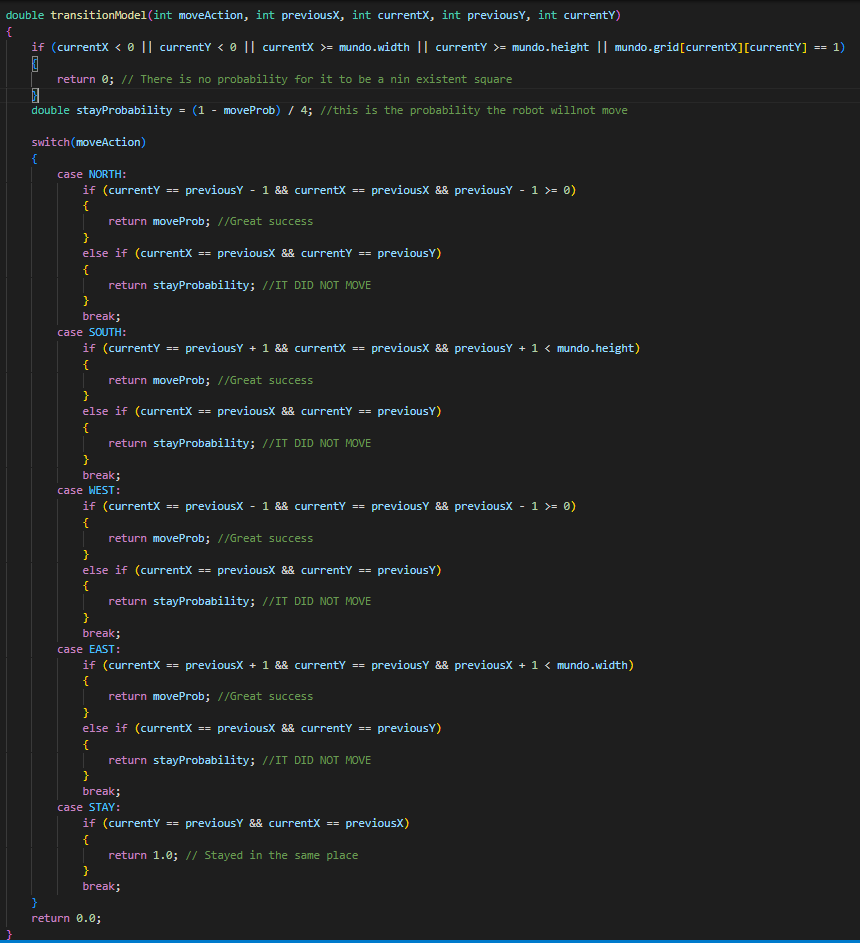 double transitionModel(int moveAction, int previousX, int currentX, int previousY, int currentY)
{
    if (currentX < 0 || currentY < 0 || currentX >= mundo.width || currentY >= mundo.height || mundo.grid[currentX][currentY] == 1)
    {
        return 0; // There is no probability for it to be a nin existent square
    }
    double stayProbability = (1 - moveProb) / 4; //this is the probability the robot willnot move

    switch(moveAction)
    {
        case NORTH:
            if (currentY == previousY - 1 && currentX == previousX && previousY - 1 >= 0)
            {
                return moveProb; //Great success
            }
            else if (currentX == previousX && currentY == previousY)
            {
                return stayProbability; //IT DID NOT MOVE
            }
            break;
        case SOUTH:
            if (currentY == previousY + 1 && currentX == previousX && previousY + 1 < mundo.height)
            {
                return moveProb; //Great success
            }
            else if (currentX == previousX && currentY == previousY)
            {
                return stayProbability; //IT DID NOT MOVE
            }
            break;
        case WEST:
            if (currentX == previousX - 1 && currentY == previousY && previousX - 1 >= 0)
            {
                return moveProb; //Great success
            }
            else if (currentX == previousX && currentY == previousY)
            {
                return stayProbability; //IT DID NOT MOVE
            }
            break;
        case EAST:
            if (currentX == previousX + 1 && currentY == previousY && previousX + 1 < mundo.width)
            {
                return moveProb; //Great success
            }
            else if (currentX == previousX && currentY == previousY)
            {
                return stayProbability; //IT DID NOT MOVE
            }
            break;
        case STAY:
            if (currentY == previousY && currentX == previousX)
            {
                return 1.0; // Stayed in the same place
            }
            break;
    }
    return 0.0;
}